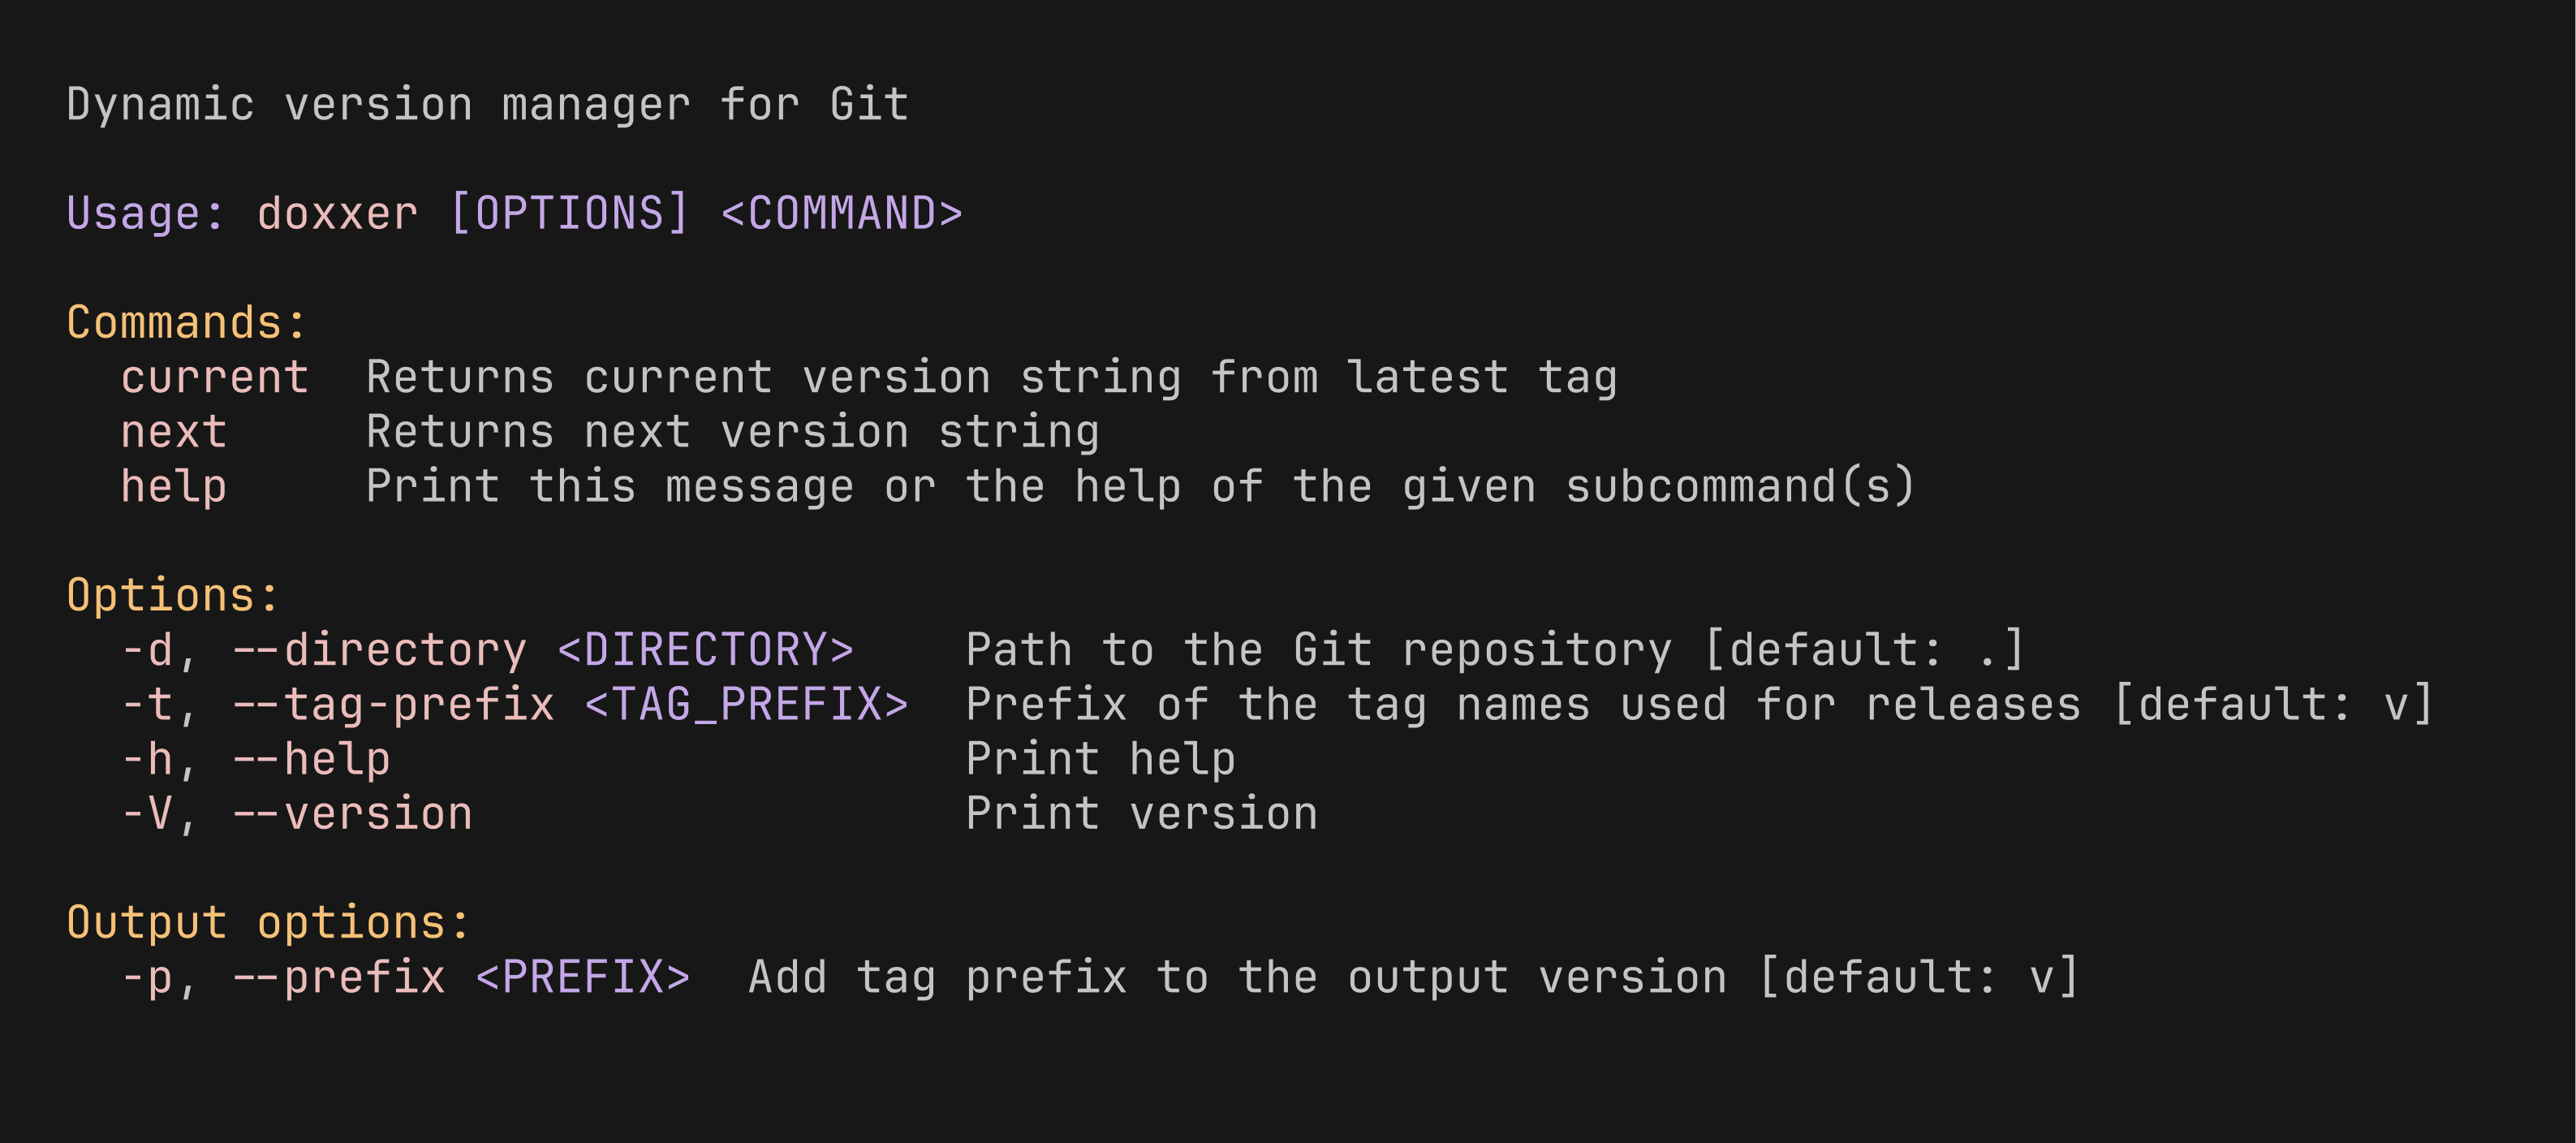 Dynamic version manager for Git
Usage: doxxer [OPTIONS] <COMMAND>
Commands:
  current  Returns current version string from latest tag
  next     Returns next version string
  help     Print this message or the help of the given subcommand(s)
Options:
  -d, --directory <DIRECTORY>    Path to the Git repository [default: .]
  -t, --tag-prefix <TAG_PREFIX>  Prefix of the tag names used for releases [default: v]
  -h, --help                     Print help
  -V, --version                  Print version
Output options:
  -p, --prefix <PREFIX>  Add tag prefix to the output version [default: v]